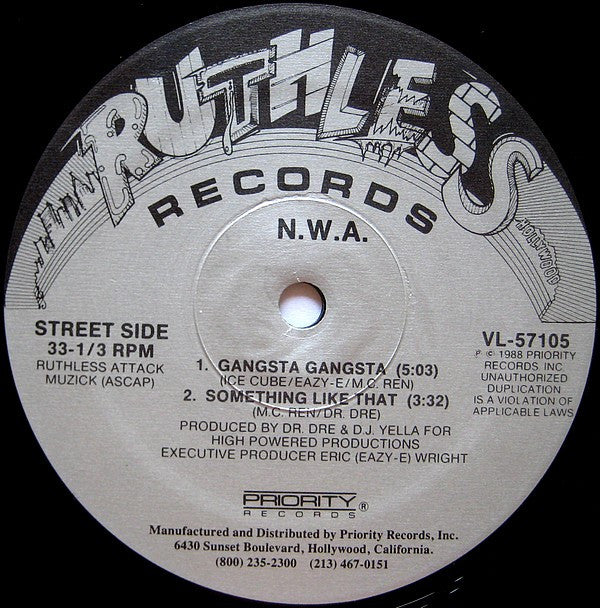 RUTHLESS
RECORDS
HOLLYWOOD
N.W.A.
STREET SIDE
33-1/3 RPM
RUTHLESS ATTACK
MUZICK (ASCAP)
VL-57105
℗ © 1988 PRIORITY
RECORDS INC.
UNAUTHORIZED
DUPLICATION
IS A VIOLATION OF
APPLICABLE LAWS
1. GANGSTA GANGSTA (5:03)
(ICE CUBE/EAZY-E/M.C. REN)
2. SOMETHING LIKE THAT (3:32)
(M.C. REN/DR. DRE)
PRODUCED BY DR. DRE & D.J. YELLA FOR
HIGH POWERED PRODUCTIONS
EXECUTIVE PRODUCER ERIC (EAZY-E) WRIGHT
PRIORITY
RECORDS ®
Manufactured and Distributed by Priority Records, Inc.
6430 Sunset Boulevard, Hollywood, California.
(800) 235-2300 (213) 467-0151